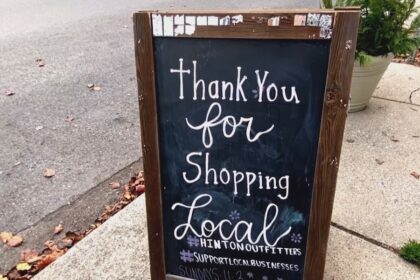 Thank You
for
Shopping
Local
#HINTONOUTFITTERS
#SUPPORTLOCALBUSINESSES